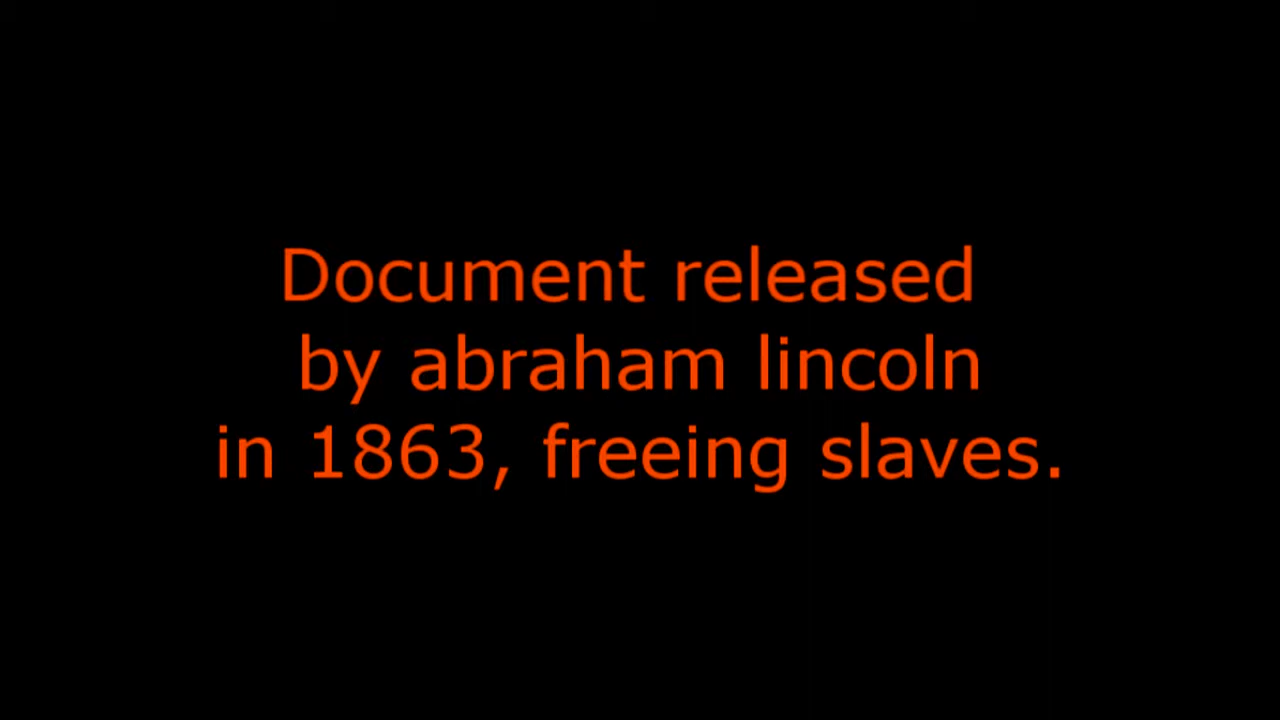 Document released
by abraham lincoln
in 1863, freeing slaves.